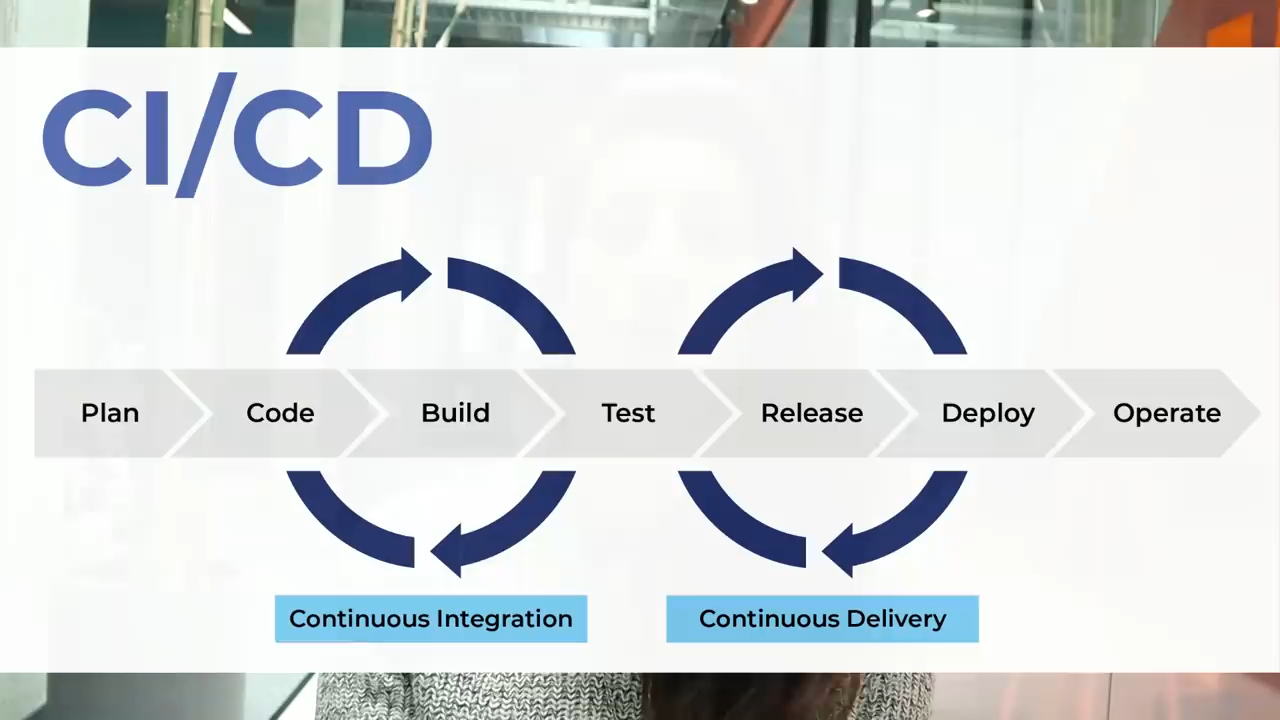 CI/CD
Plan Code Build Test Release Deploy Operate
Continuous Integration Continuous Delivery